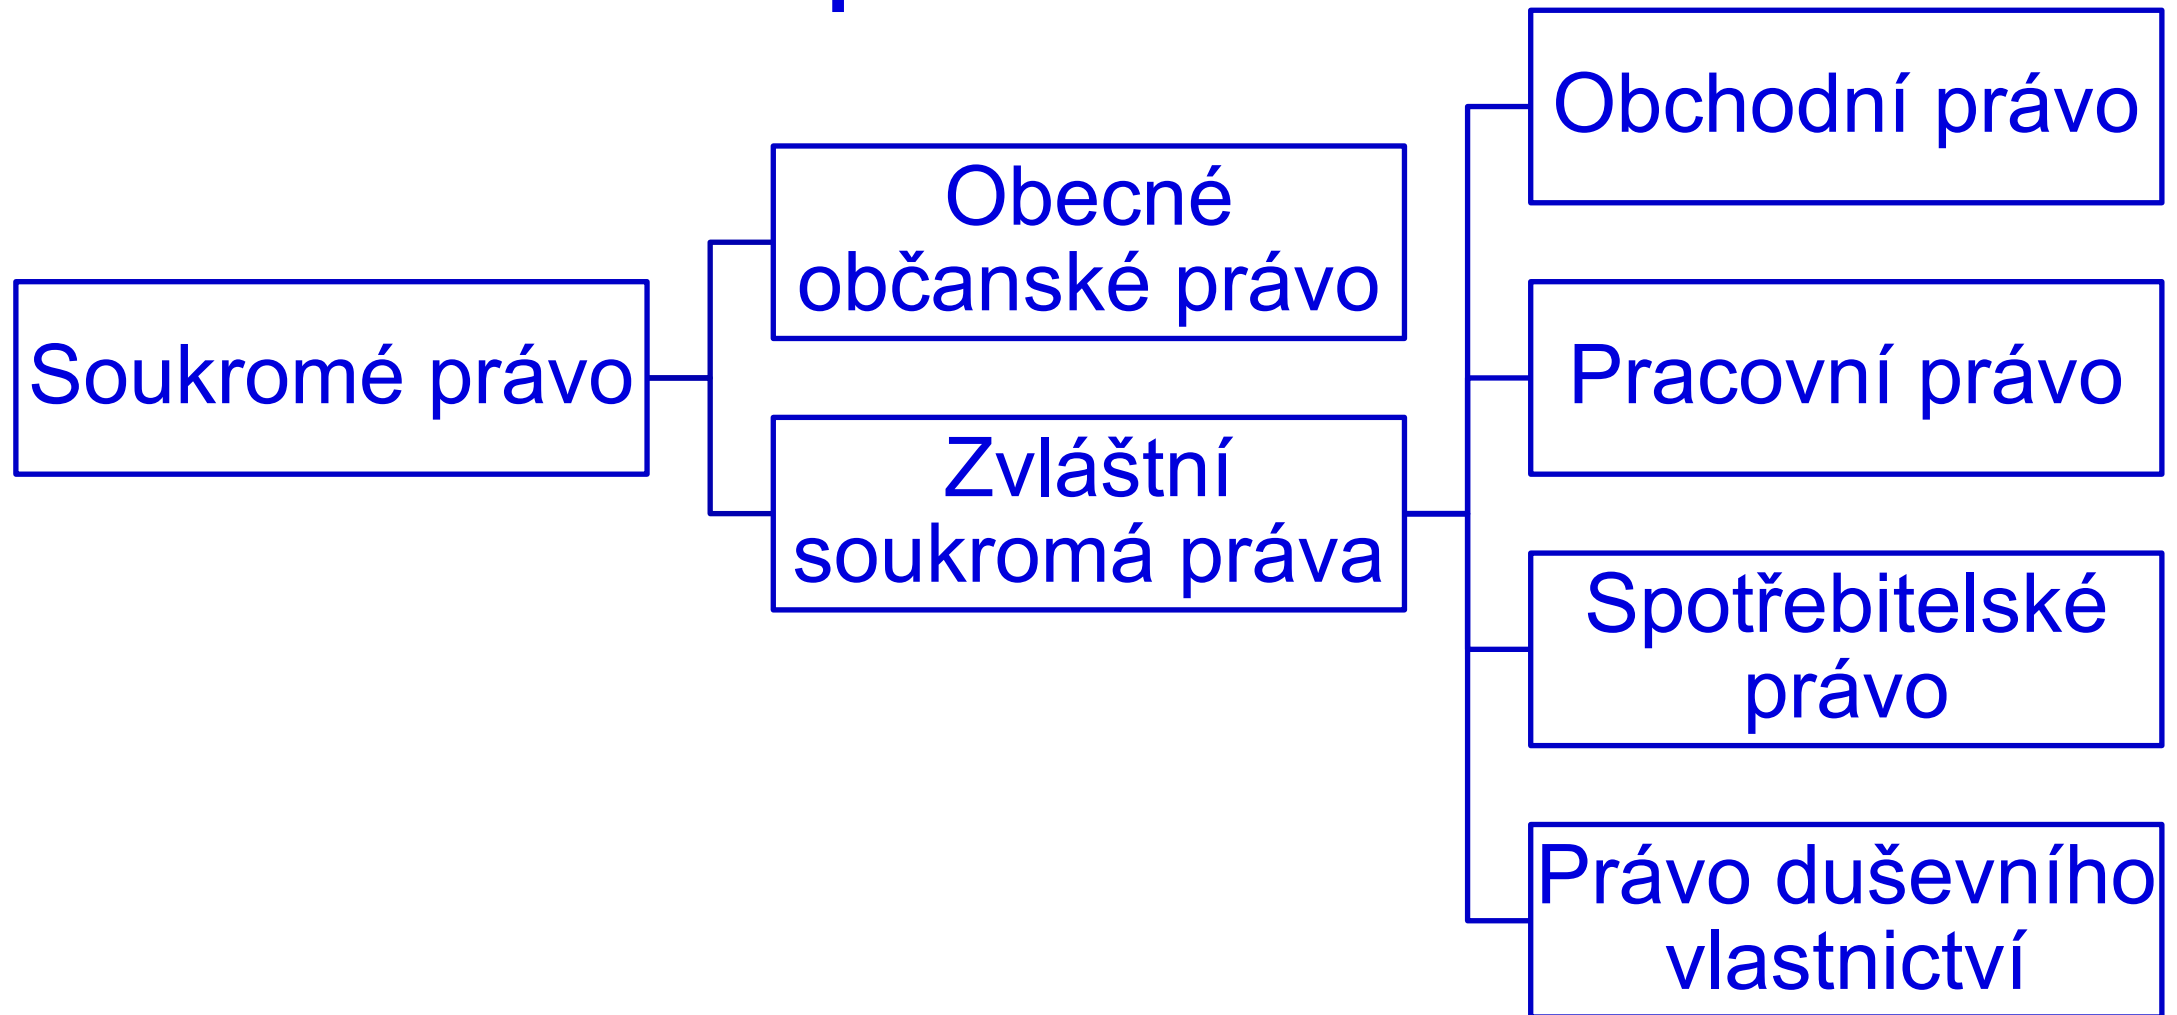 Soukromé právo
Obecné
občanské právo
Zvláštní
soukromá práva
Obchodní právo
Pracovní právo
Spotřebitelské
právo
Právo duševního
vlastnictví